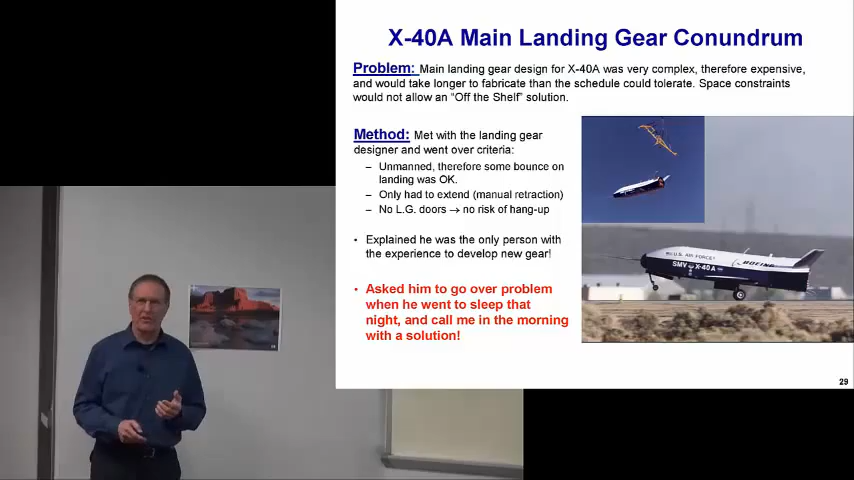 X-40A Main Landing Gear Conundrum
Problem: Main landing gear design for X-40A was very complex, therefore expensive,
and would take longer to fabricate than the schedule could tolerate. Space constraints
would not allow an "Off the Shelf" solution.
Method: Met with the landing gear
designer and went over criteria:
– Unmanned, therefore some bounce on
landing was OK.
– Only had to extend (manual retraction)
– No L.G. doors → no risk of hang-up
• Explained he was the only person with
the experience to develop new gear!
• Asked him to go over problem
when he went to sleep that
night, and call me in the morning
with a solution!
U.S. AIR FORCE
SMV X-40A
BOEING
29